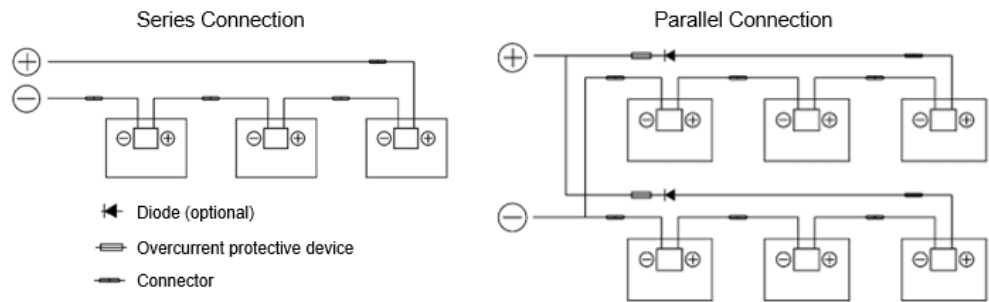 Series Connection
Parallel Connection
Diode (optional)
Overcurrent protective device
Connector